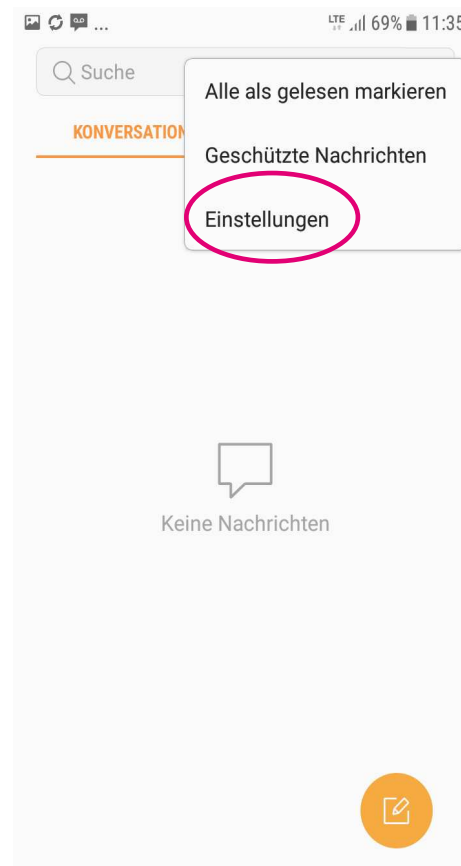 ... LTE 69% 11:35
Suche
Alle als gelesen markieren
KONVERSATION
Geschützte Nachrichten
Einstellungen
Keine Nachrichten